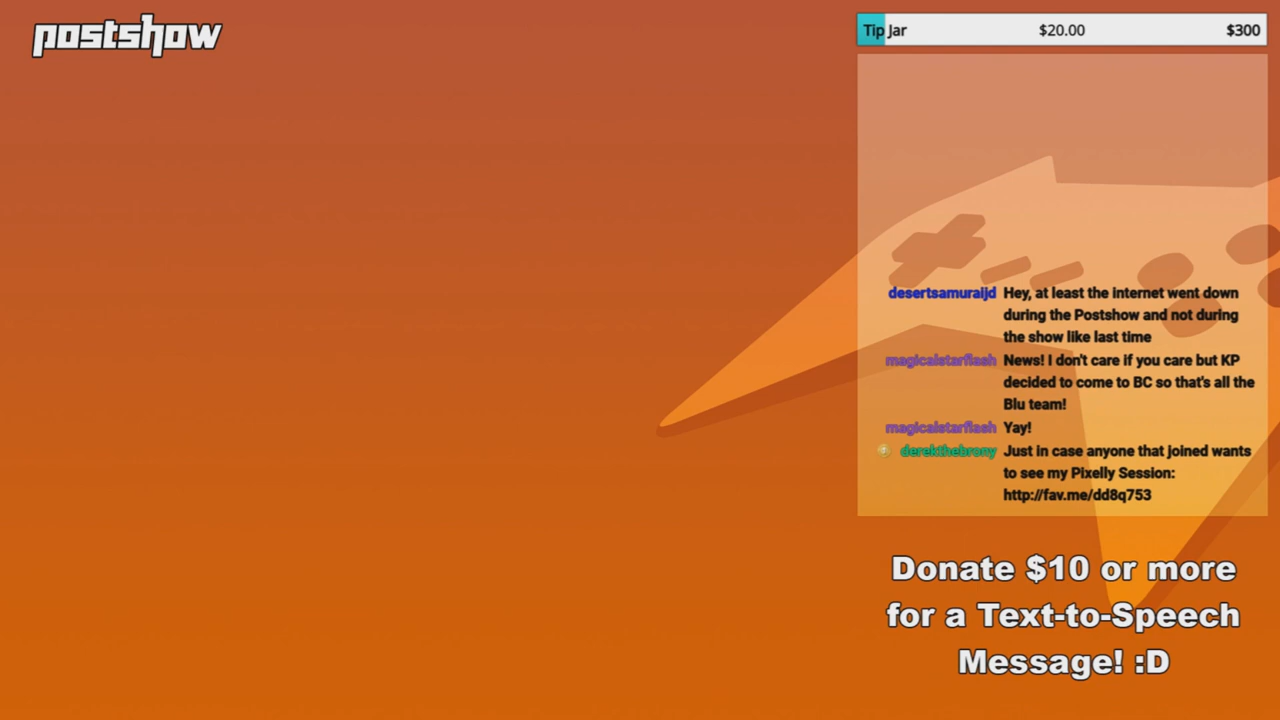 postshow
Tip Jar $20.00 $300
desertsamuraijd Hey, at least the internet went down
during the Postshow and not during
the show like last time
magicalstarflash News! I don't care if you care but KP
decided to come to BC so that's all the
Blu team!
magicalstarflash Yay!
derekthebrony Just in case anyone that joined wants
to see my Pixelly Session:
http://fav.me/dd8q753
Donate $10 or more
for a Text-to-Speech
Message! :D